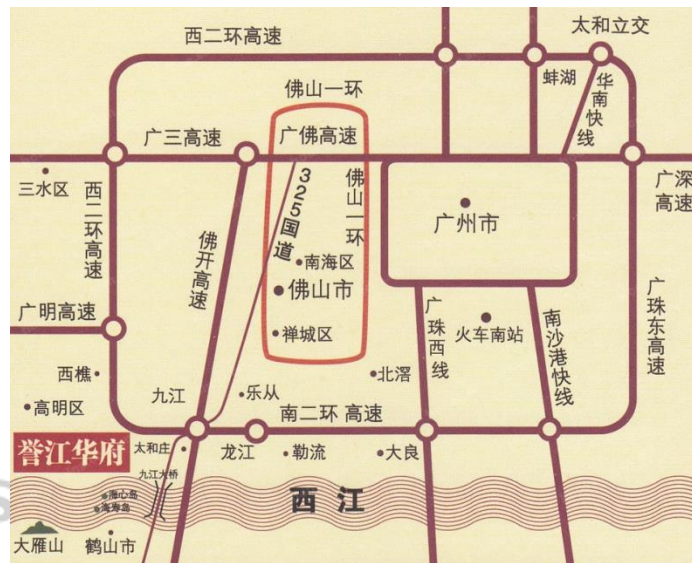 太和立交
西二环高速
蚌湖
华南快线
佛山一环
广三高速
广佛高速
三水区
325国道
佛山一环
广深高速
西二环高速
广州市
佛开高速
南海区
佛山市
广珠东高速
广明高速
广珠西线
火车南站
南沙港快线
禅城区
西樵
北滘
九江
乐从
高明区
南二环高速
誉江华府
太和庄
龙江
勒流
大良
九江大桥
海心岛
海寿岛
西江
大雁山
鹤山市